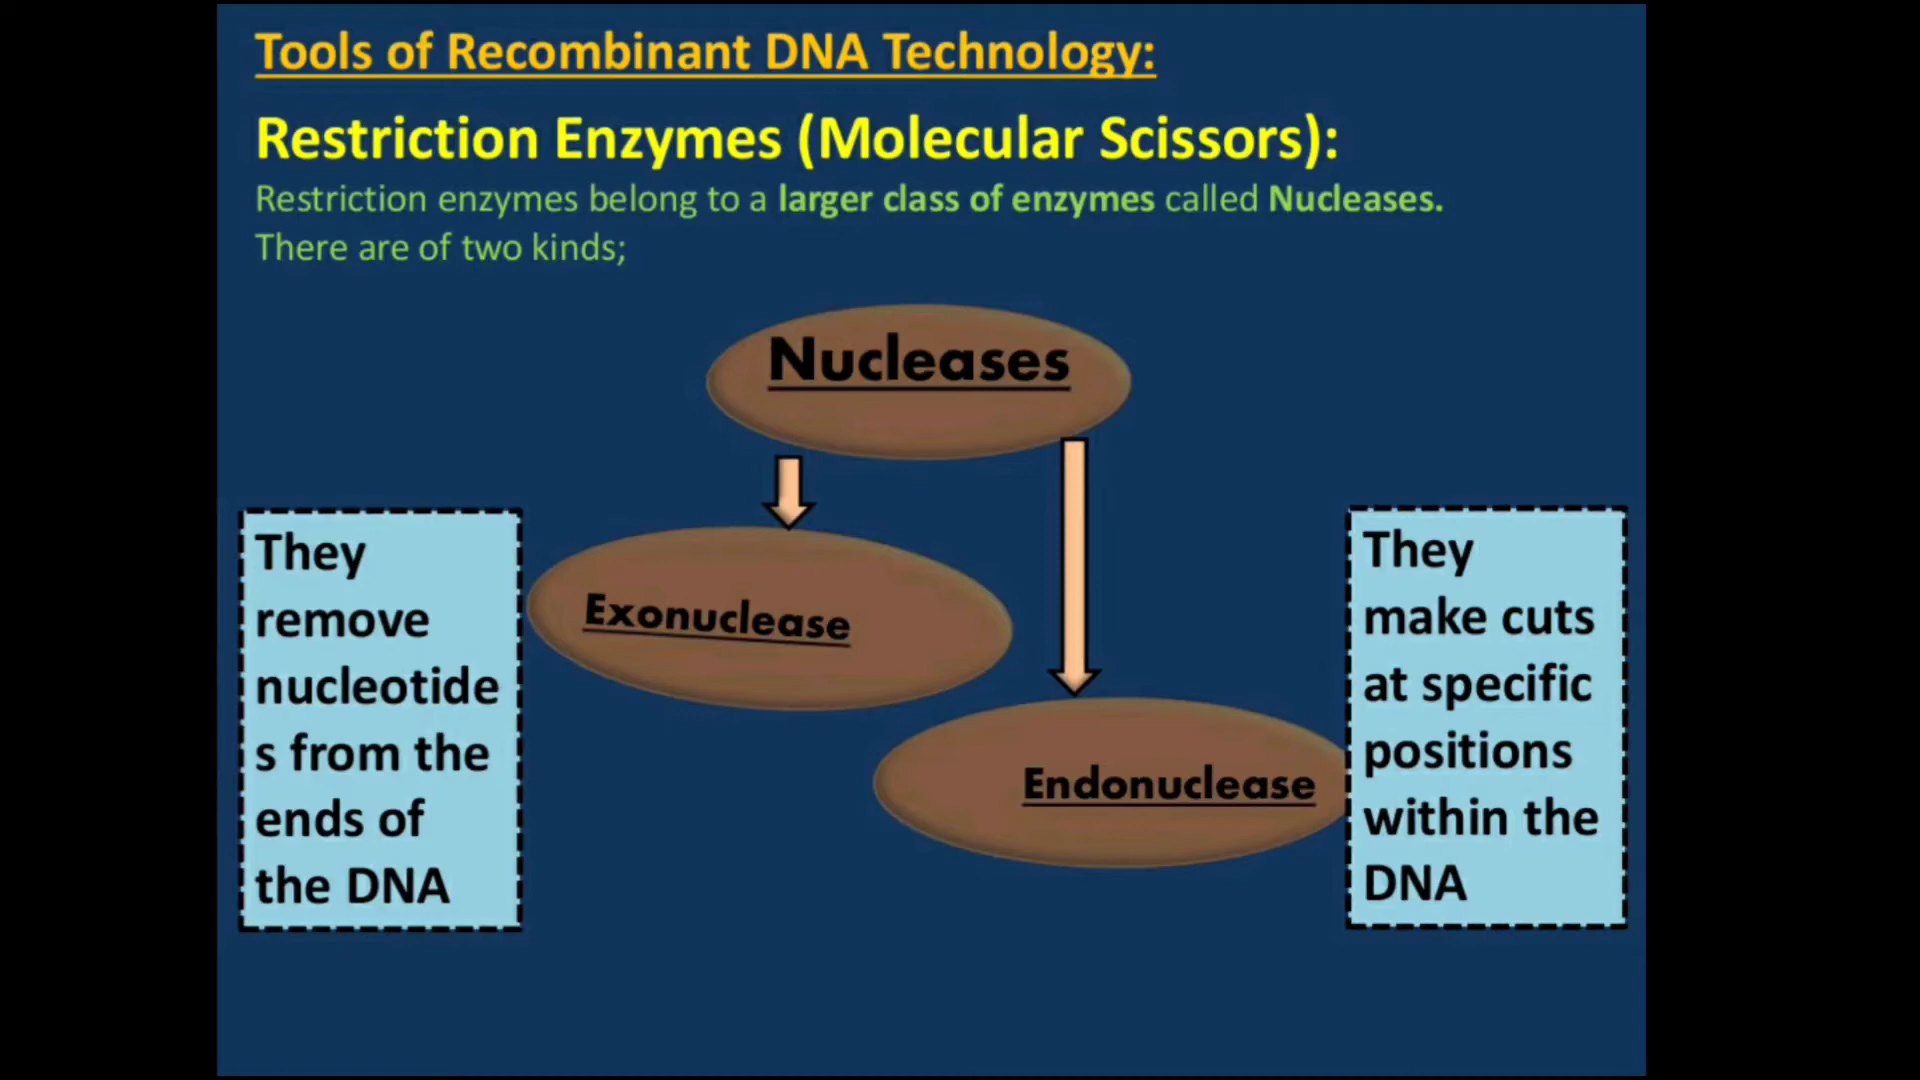 Tools of Recombinant DNA Technology:
Restriction Enzymes (Molecular Scissors):
Restriction enzymes belong to a larger class of enzymes called Nucleases.
There are of two kinds;
Nucleases
They
remove
nucleotide
s from the
ends of
the DNA
Exonuclease
Endonuclease
They
make cuts
at specific
positions
within the
DNA